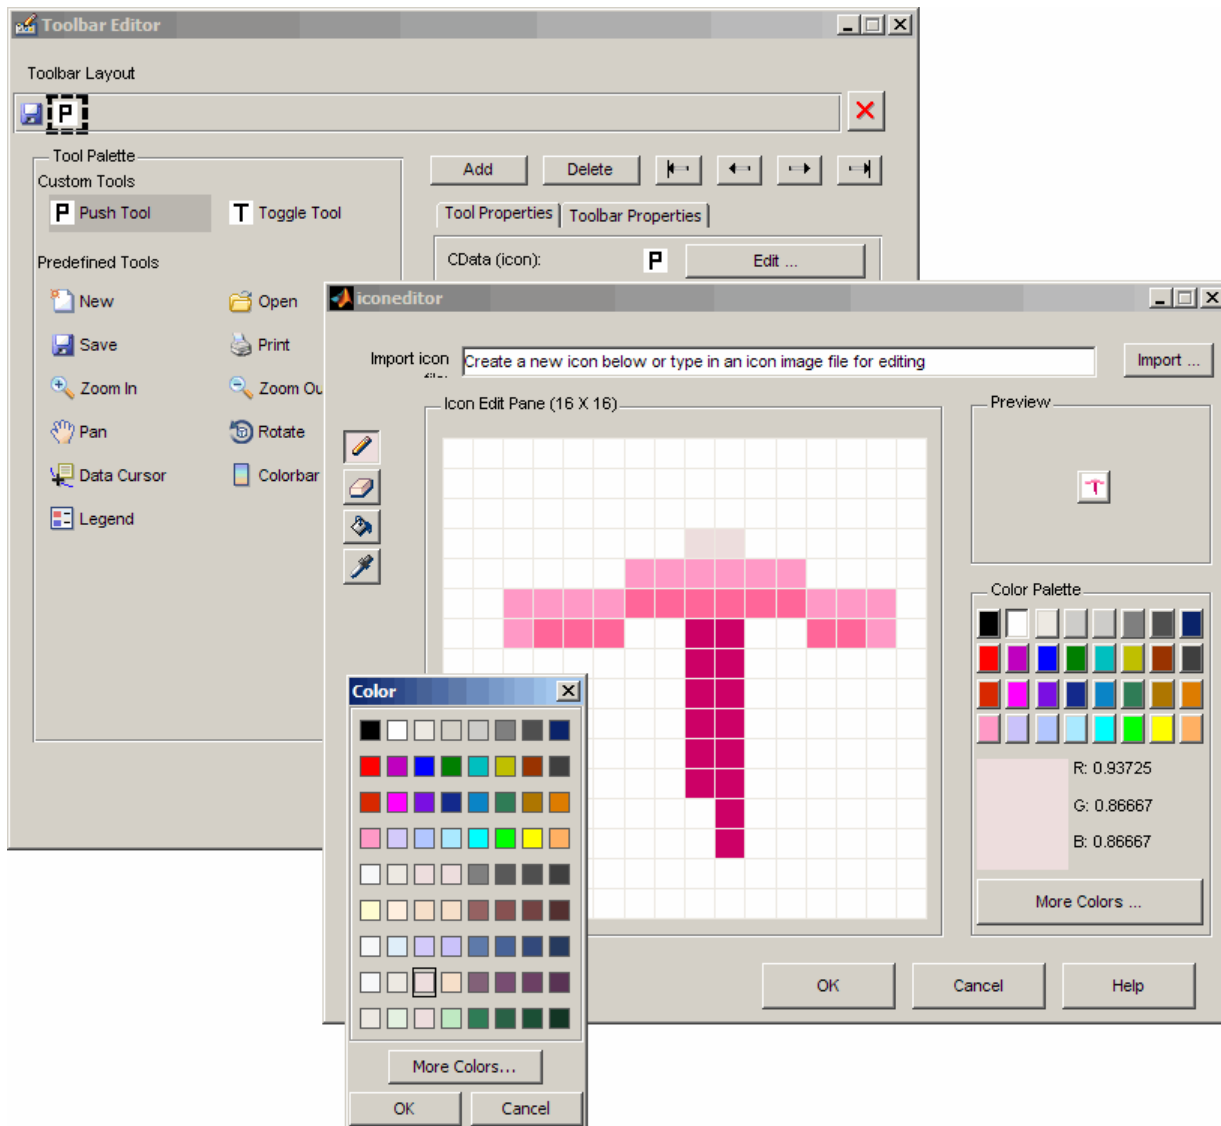 Toolbar Editor
Toolbar Layout
P
Tool Palette
Custom Tools
P Push Tool T Toggle Tool
Predefined Tools
New Open
Save Print
Zoom In Zoom Ou
Pan Rotate
Data Cursor Colorbar
Legend
Add Delete
Tool Properties Toolbar Properties
CData (icon): P Edit ...
iconeditor
Import icon
Create a new icon below or type in an icon image file for editing
Import ...
Icon Edit Pane (16 X 16)
Preview
Color Palette
R: 0.93725
G: 0.86667
B: 0.86667
More Colors ...
OK Cancel Help
Color
More Colors...
OK Cancel